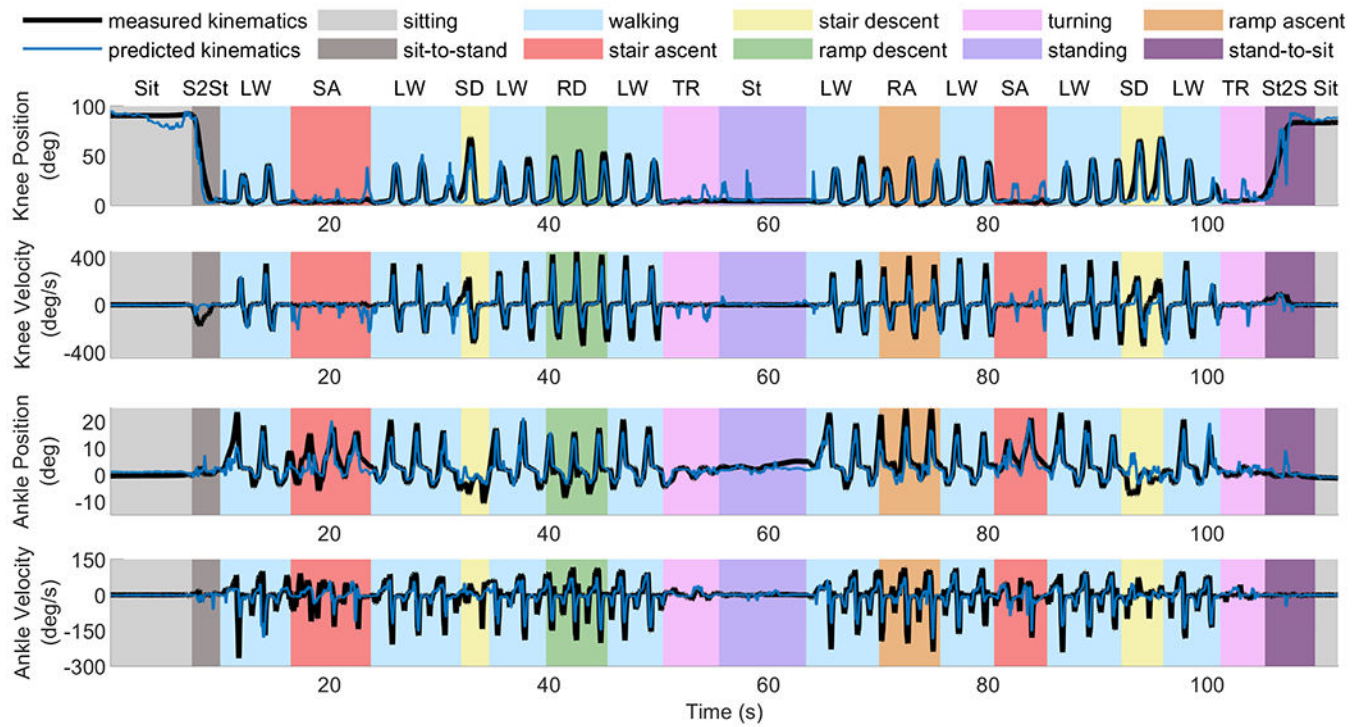 measured kinematics sitting walking stair descent turning ramp ascent
predicted kinematics sit-to-stand stair ascent ramp descent standing stand-to-sit
Sit S2St LW SA LW SD LW RD LW TR St LW RA LW SA LW SD LW TR St2S Sit
Knee Position
(deg)
100
50
0
20 40 60 80 100
Knee Velocity
(deg/s)
400
0
-400
20 40 60 80 100
Ankle Position
(deg)
20
10
0
-10
20 40 60 80 100
Ankle Velocity
(deg/s)
150
0
-150
-300
20 40 60 80 100
Time (s)